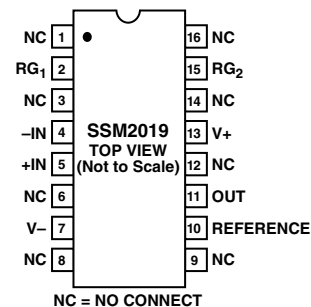 NC 1 16 NC
RG1 2 15 RG2
NC 3 14 NC
–IN 4 SSM2019 13 V+
+IN 5 TOP VIEW (Not to Scale) 12 NC
NC 6 11 OUT
V– 7 10 REFERENCE
NC 8 9 NC
NC = NO CONNECT